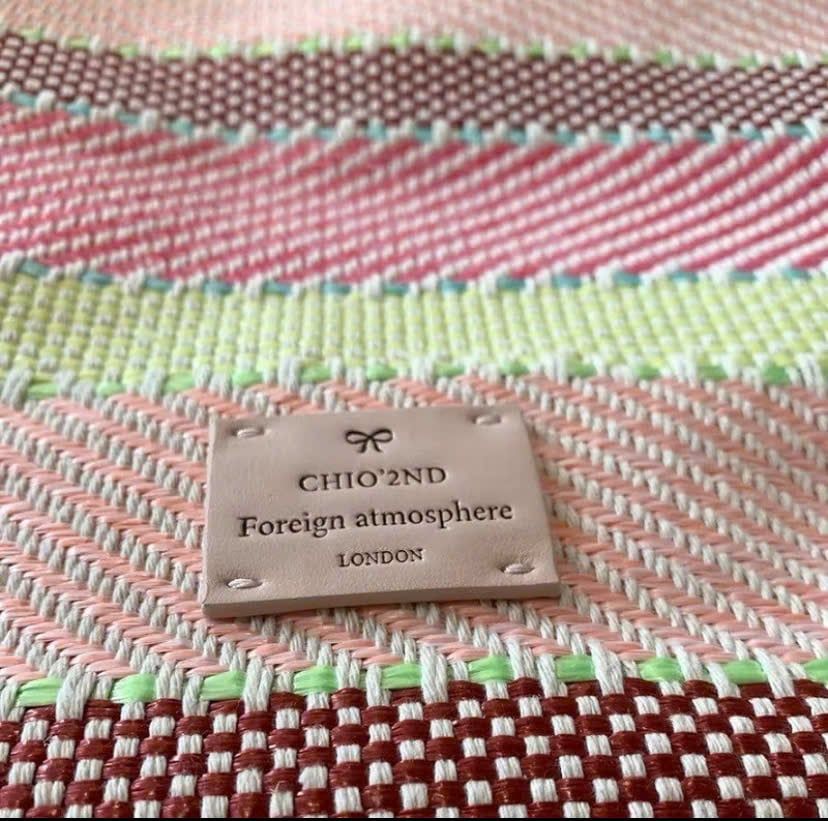 CHIO'2ND
Foreign atmosphere
LONDON